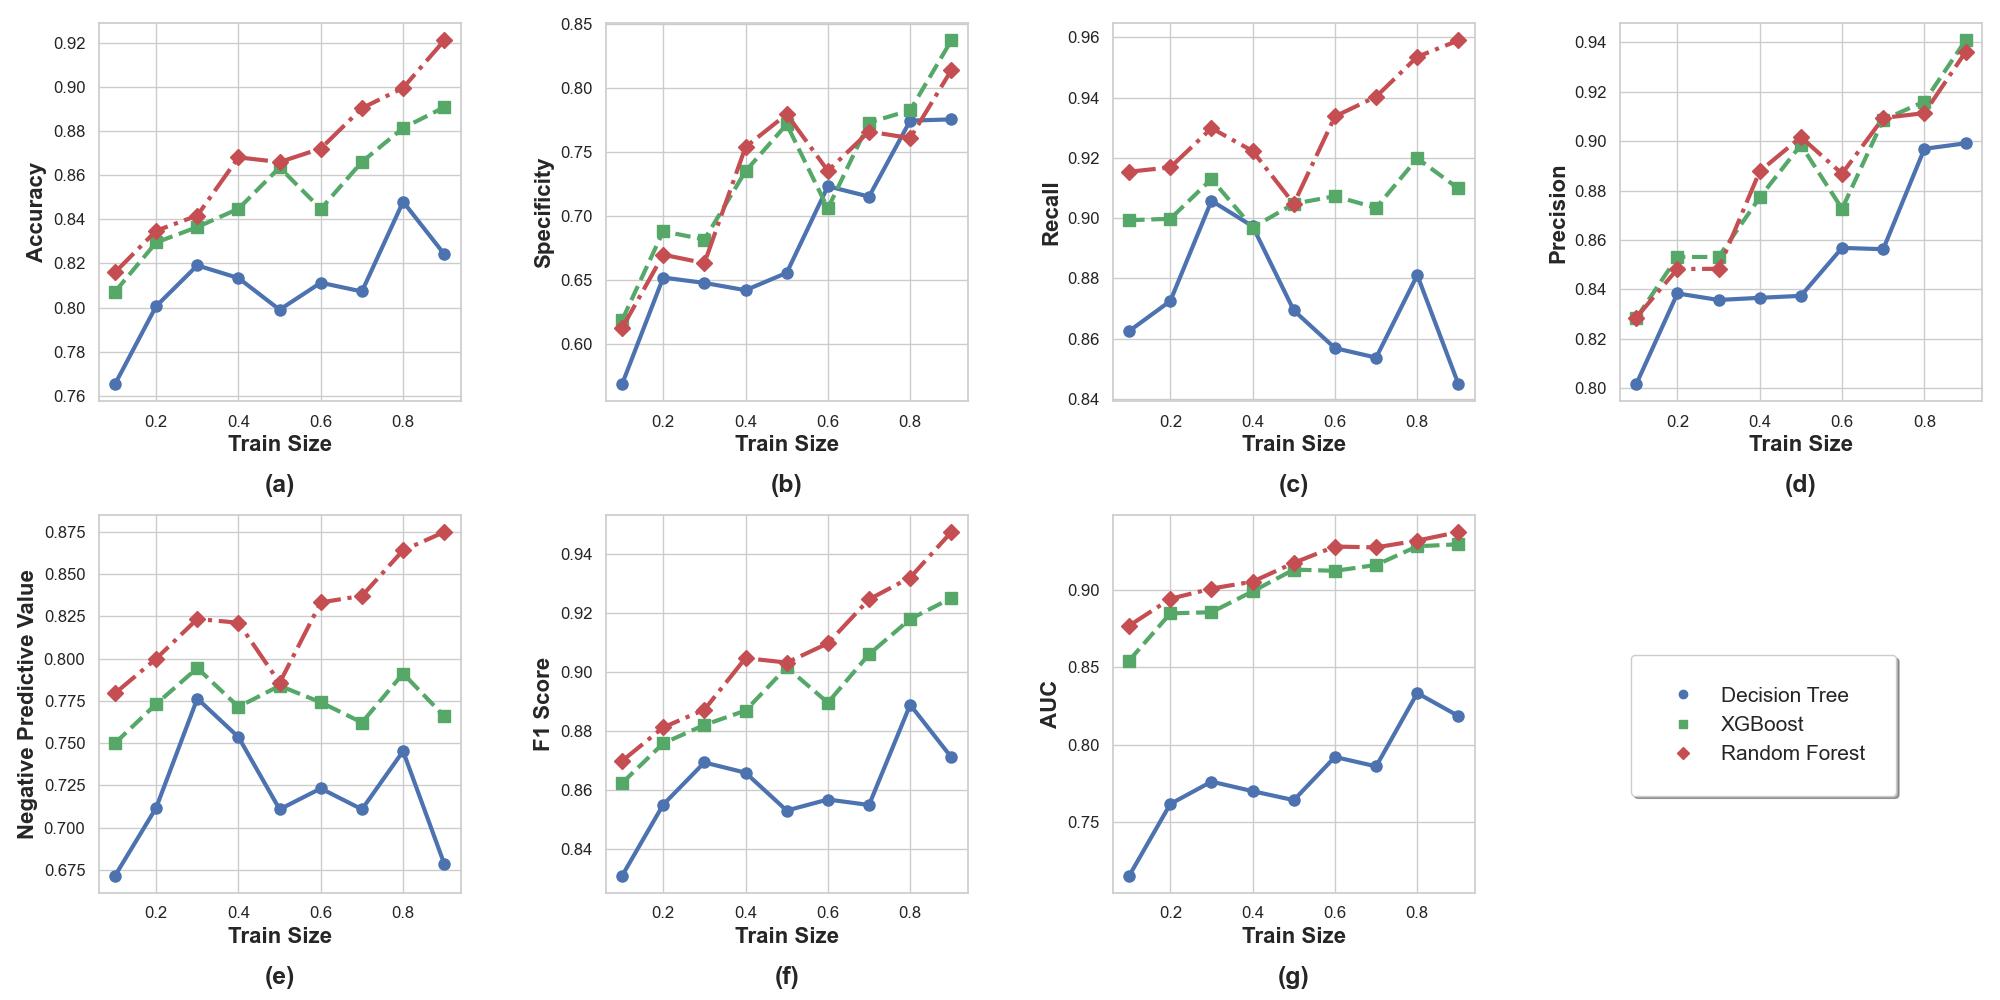 0.92
0.90
0.88
0.86
0.84
0.82
0.80
0.78
0.76
Accuracy
0.2 0.4 0.6 0.8
Train Size
(a)
0.85
0.80
0.75
0.70
0.65
0.60
Specificity
0.2 0.4 0.6 0.8
Train Size
(b)
0.96
0.94
0.92
0.90
0.88
0.86
0.84
Recall
0.2 0.4 0.6 0.8
Train Size
(c)
0.94
0.92
0.90
0.88
0.86
0.84
0.82
0.80
Precision
0.2 0.4 0.6 0.8
Train Size
(d)
0.875
0.850
0.825
0.800
0.775
0.750
0.725
0.700
0.675
Negative Predictive Value
0.2 0.4 0.6 0.8
Train Size
(e)
0.94
0.92
0.90
0.88
0.86
0.84
F1 Score
0.2 0.4 0.6 0.8
Train Size
(f)
0.90
0.85
0.80
0.75
AUC
0.2 0.4 0.6 0.8
Train Size
(g)
Decision Tree
XGBoost
Random Forest